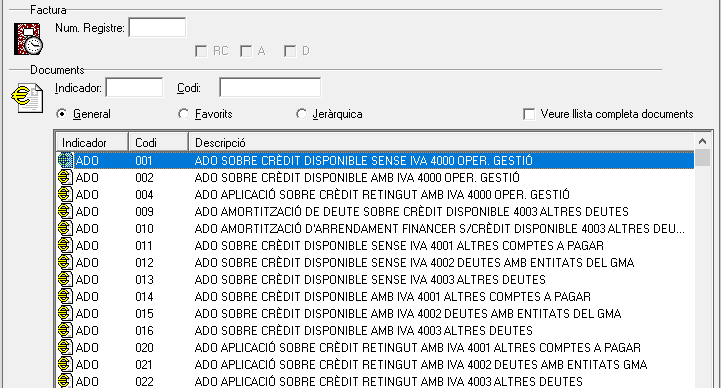 Factura
Num. Registre:
RC A D
Documents
Indicador: Codi:
General Favorits Jeràrquica Veure llista completa documents
Indicador Codi Descripció
ADO 001 ADO SOBRE CRÈDIT DISPONIBLE SENSE IVA 4000 OPER. GESTIÓ
ADO 002 ADO SOBRE CRÈDIT DISPONIBLE AMB IVA 4000 OPER. GESTIÓ
ADO 004 ADO APLICACIÓ SOBRE CRÈDIT RETINGUT AMB IVA 4000 OPER. GESTIÓ
ADO 009 ADO AMORTITZACIÓ DE DEUTE SOBRE CRÈDIT DISPONIBLE 4003 ALTRES DEUTES
ADO 010 ADO AMORTITZACIÓ D'ARRENDAMENT FINANCER S/CRÈDIT DISPONIBLE 4003 ALTRES DEU...
ADO 011 ADO SOBRE CRÈDIT DISPONIBLE SENSE IVA 4001 ALTRES COMPTES A PAGAR
ADO 012 ADO SOBRE CRÈDIT DISPONIBLE SENSE IVA 4002 DEUTES AMB ENTITATS DEL GMA
ADO 013 ADO SOBRE CRÈDIT DISPONIBLE SENSE IVA 4003 ALTRES DEUTES
ADO 014 ADO SOBRE CRÈDIT DISPONIBLE AMB IVA 4001 ALTRES COMPTES A PAGAR
ADO 015 ADO SOBRE CRÈDIT DISPONIBLE AMB IVA 4002 DEUTES AMB ENTITATS DEL GMA
ADO 016 ADO SOBRE CRÈDIT DISPONIBLE AMB IVA 4003 ALTRES DEUTES
ADO 020 ADO APLICACIÓ SOBRE CRÈDIT RETINGUT AMB IVA 4001 ALTRES COMPTES A PAGAR
ADO 021 ADO APLICACIÓ SOBRE CRÈDIT RETINGUT AMB IVA 4002 DEUTES AMB ENTITATS DEL GMA
ADO 022 ADO APLICACIÓ SOBRE CRÈDIT RETINGUT AMB IVA 4003 ALTRES DEUTES